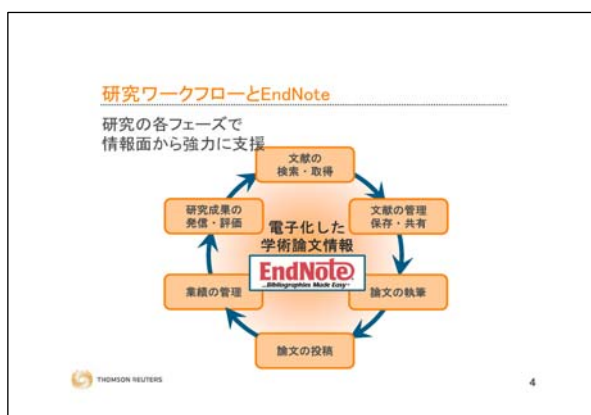 研究ワークフローとEndNote
研究の各フェーズで
情報面から強力に支援
文献の
検索・取得
研究成果の
発信・評価
文献の管理
保存・共有
電子化した
学術論文情報
EndNote
...Bibliographies Made Easy
業績の管理
論文の執筆
論文の投稿
THOMSON REUTERS
4